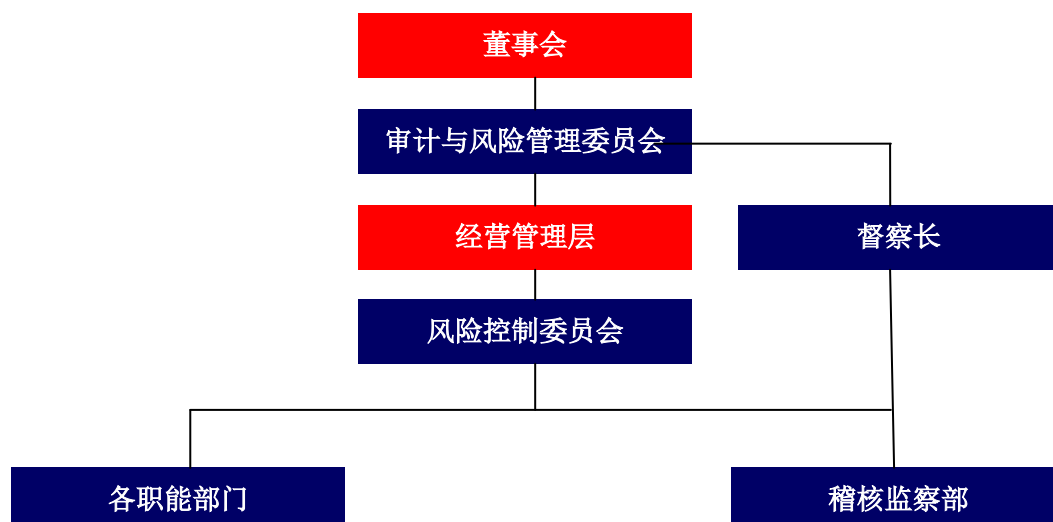 董事会
审计与风险管理委员会
经营管理层
督察长
风险控制委员会
各职能部门
稽核监察部